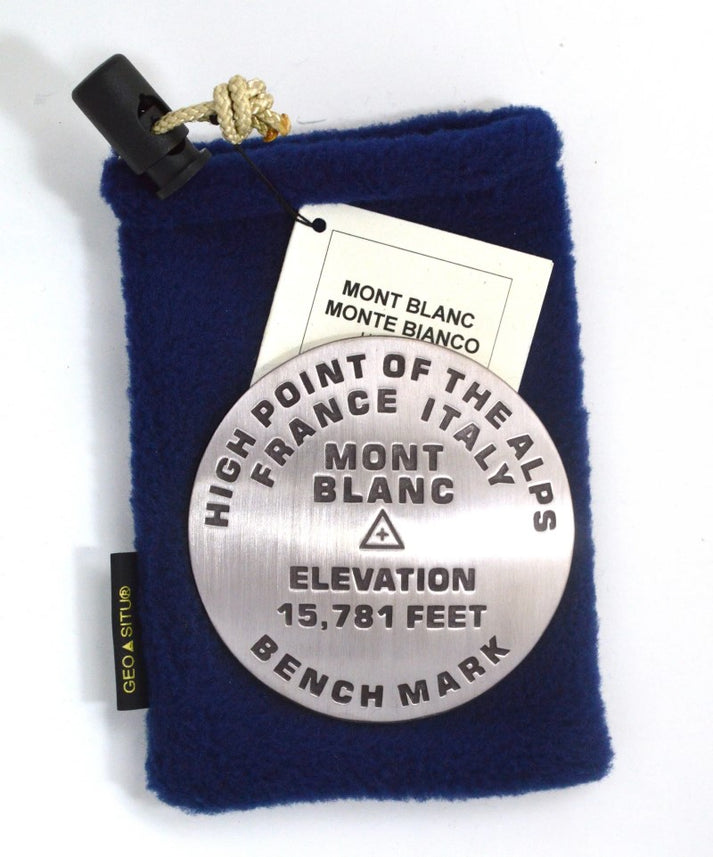 MONT BLANC
MONTE BIANCO
HIGH POINT OF THE ALPS
FRANCE ITALY
MONT
BLANC
ELEVATION
15,781 FEET
BENCH MARK
GEO▲SITU®